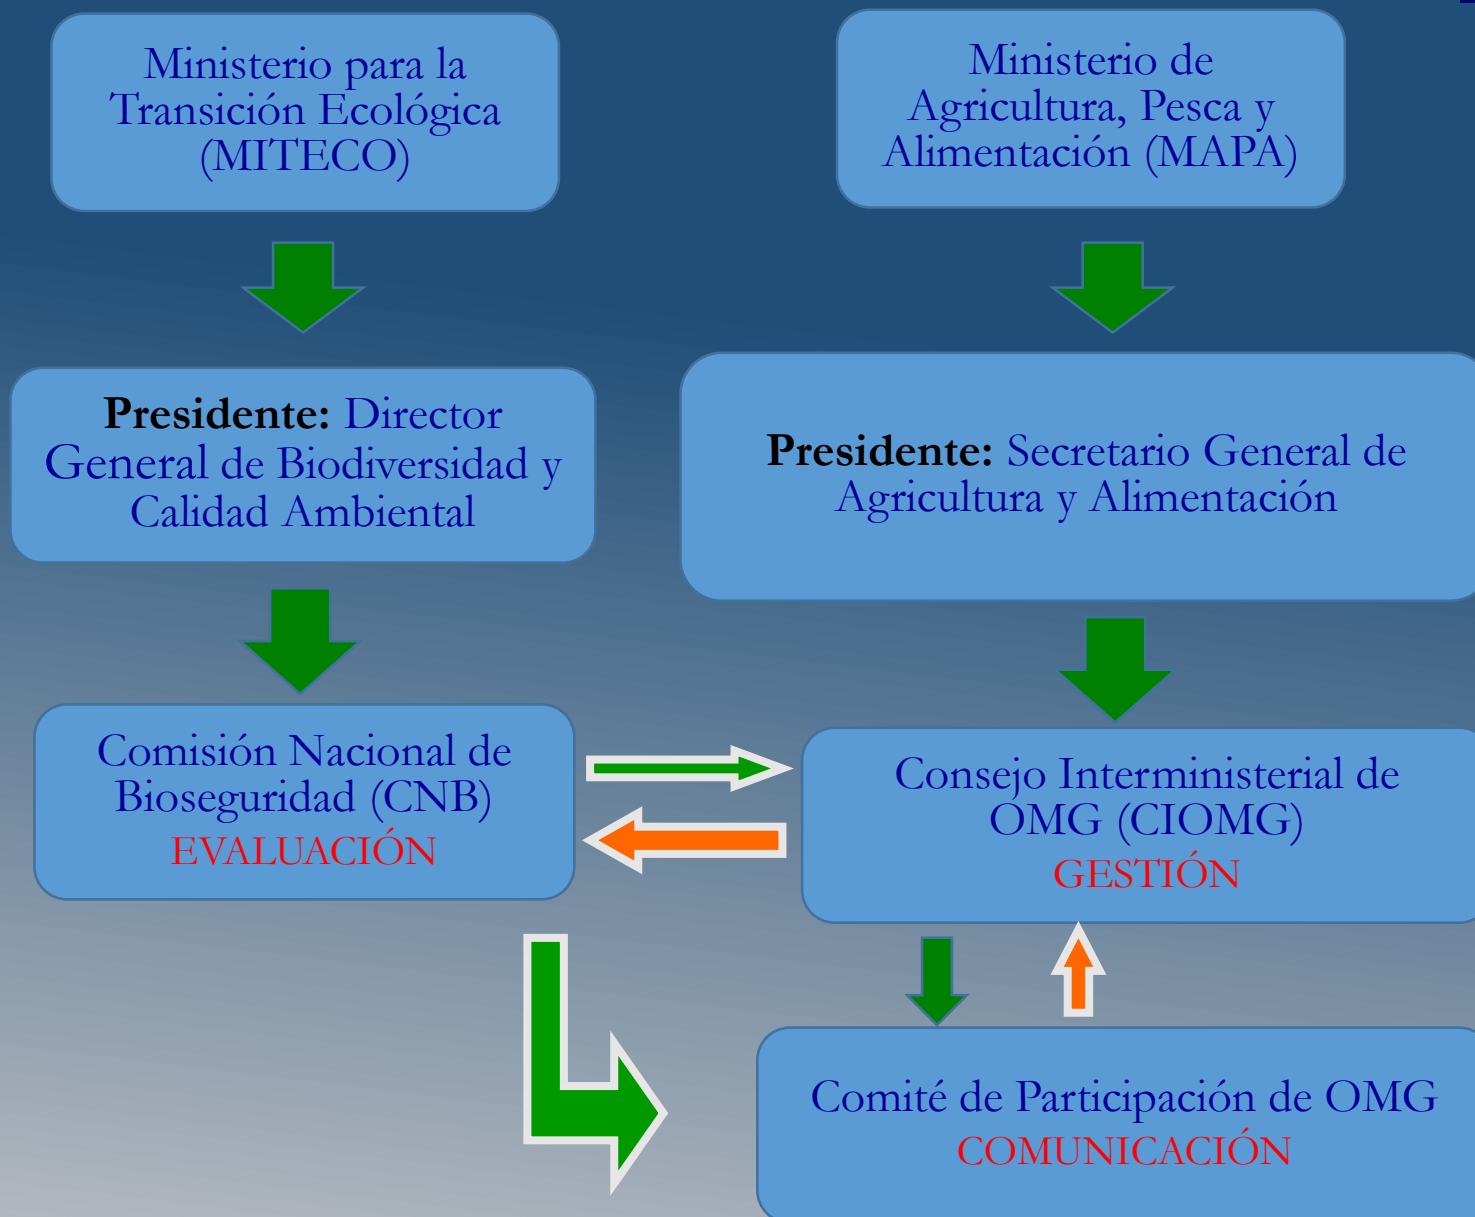 Ministerio para la
Transición Ecológica
(MITECO)
Ministerio de
Agricultura, Pesca y
Alimentación (MAPA)
Presidente: Director
General de Biodiversidad y
Calidad Ambiental
Presidente: Secretario General de
Agricultura y Alimentación
Comisión Nacional de
Bioseguridad (CNB)
EVALUACIÓN
Consejo Interministerial de
OMG (CIOMG)
GESTIÓN
Comité de Participación de OMG
COMUNICACIÓN